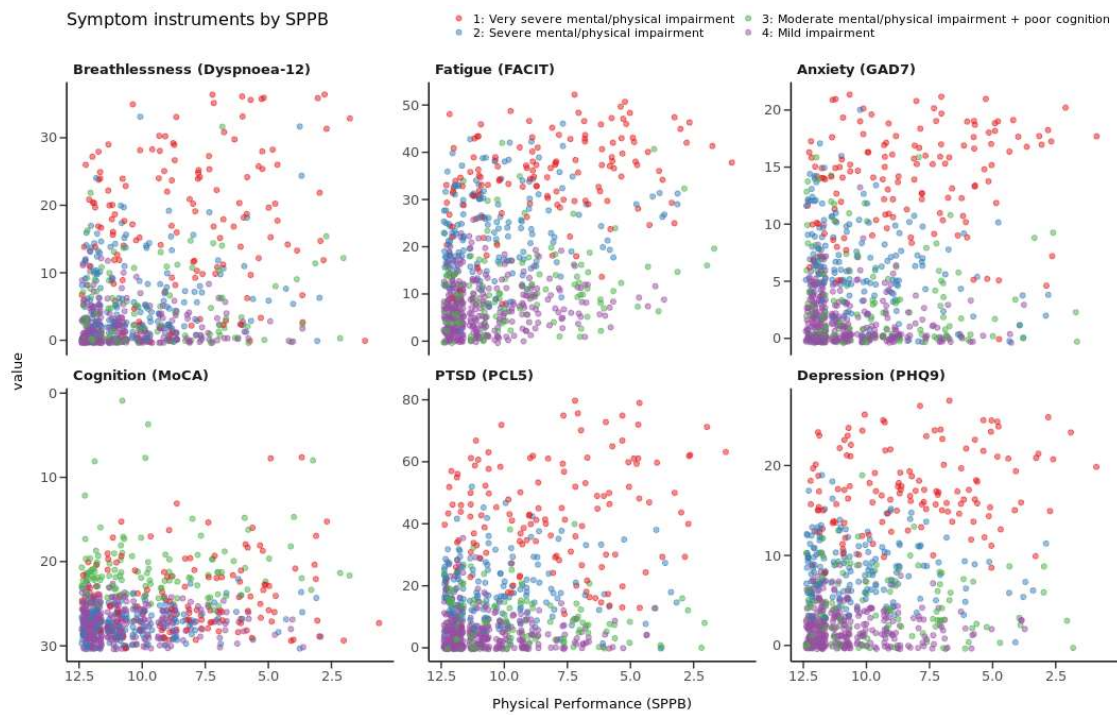 Symptom instruments by SPPB
1: Very severe mental/physical impairment
3: Moderate mental/physical impairment + poor cognition
2: Severe mental/physical impairment
4: Mild impairment
Breathlessness (Dyspnoea-12)
Fatigue (FACIT)
Anxiety (GAD7)
30
20
10
0
50
40
30
20
10
0
20
15
10
5
0
value
Cognition (MoCA)
PTSD (PCL5)
Depression (PHQ9)
0
10
20
30
80
60
40
20
0
20
10
0
12.5 10.0 7.5 5.0 2.5
12.5 10.0 7.5 5.0 2.5
12.5 10.0 7.5 5.0 2.5
Physical Performance (SPPB)